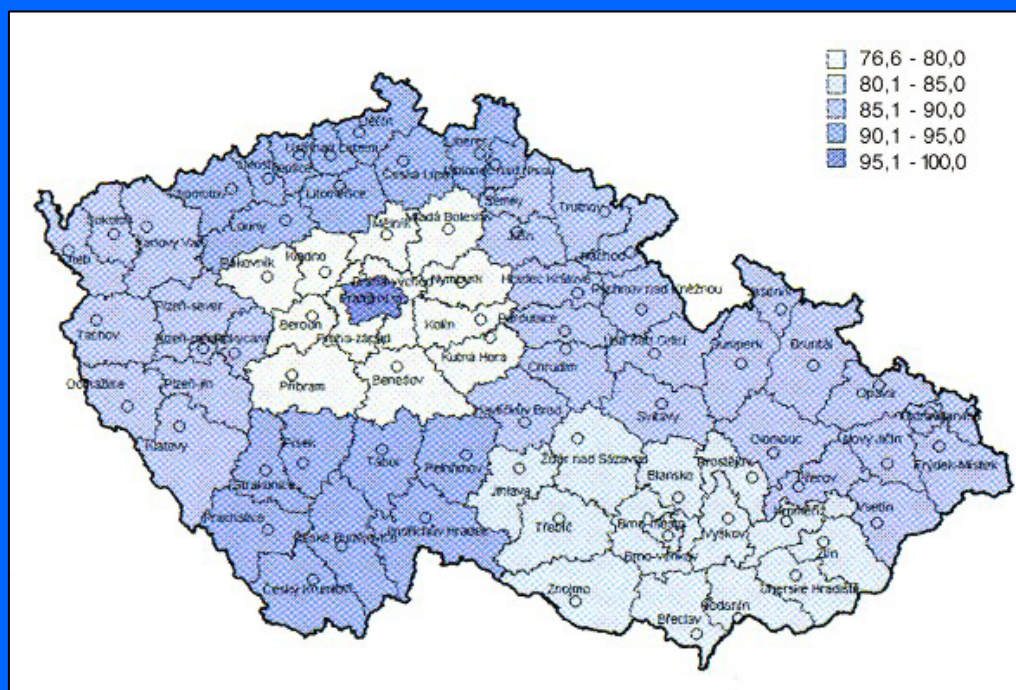 76,6 - 80,0
80,1 - 85,0
85,1 - 90,0
90,1 - 95,0
95,1 - 100,0
Děčín
Ústí nad Labem
Liberec
Česká Lípa
Litoměřice
Semily
Trutnov
Sokolov
Karlovy Vary
Louny
Mělník
Mladá Boleslav
Jičín
Cheb
Rakovník
Kladno
Náchod
Nymburk
Hradec Králové
Rychnov nad Kněžnou
Plzeň-sever
Beroun
Kolín
Pardubice
Tachov
Praha-západ
Kutná Hora
Ústí nad Orlicí
Šumperk
Bruntál
Chrudim
Domažlice
Plzeň-jih
Příbram
Benešov
Opava
Klatovy
Havlíčkův Brod
Svitavy
Písek
Tábor
Pelhřimov
Olomouc
Nový Jičín
Frýdek-Místek
Žďár nad Sázavou
Blansko
Prostějov
Strakonice
Jihlava
Přerov
Vsetín
Prachatice
České Budějovice
Jindřichův Hradec
Třebíč
Brno-město
Vyškov
Kroměříž
Brno-venkov
Zlín
Český Krumlov
Znojmo
Uherské Hradiště
Hodonín
Břeclav